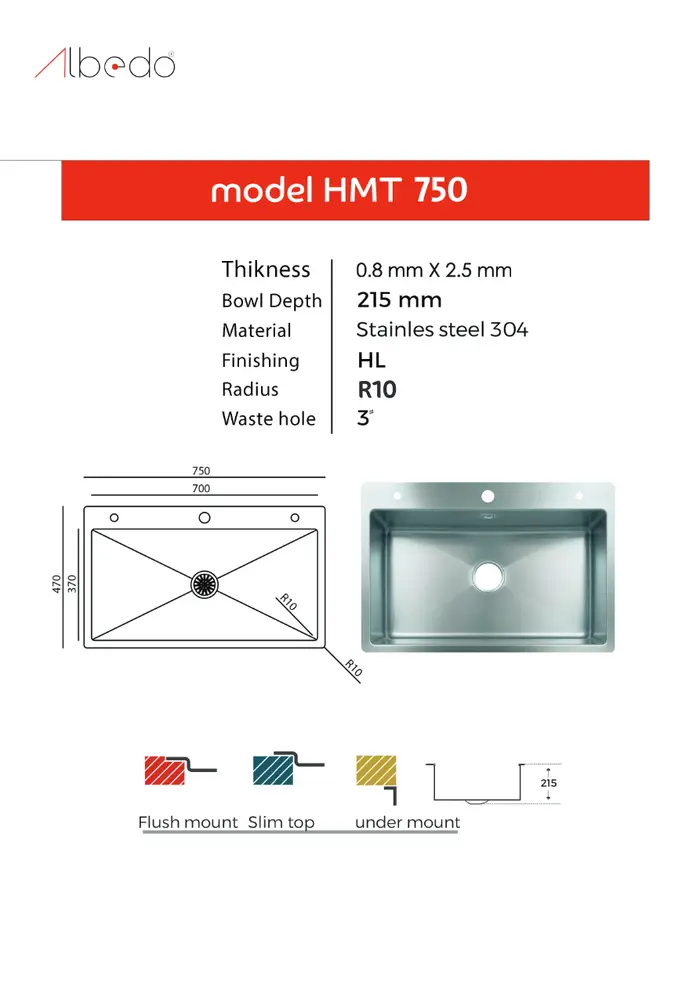 Albedo®
model HMT 750
Thikness 0.8 mm X 2.5 mm
Bowl Depth 215 mm
Material Stainles steel 304
Finishing HL
Radius R10
Waste hole 3"
750
700
470
370
R10
R10
215
Flush mount Slim top under mount